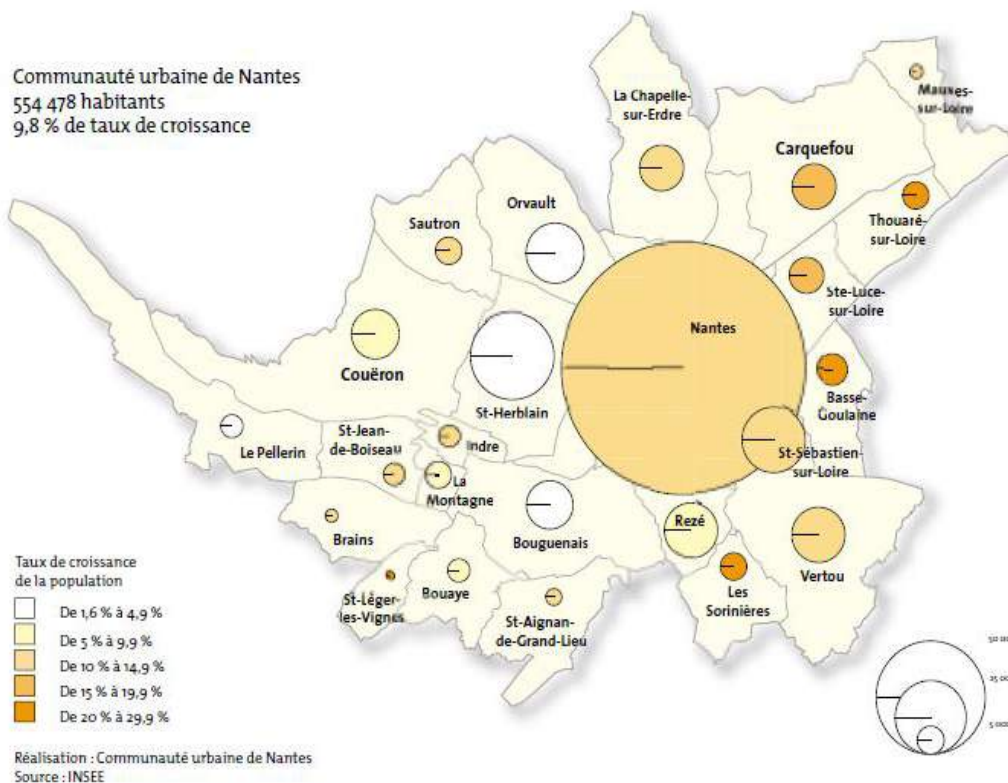 Communauté urbaine de Nantes
554 478 habitants
9,8 % de taux de croissance
La Chapelle-
sur-Erdre
Mauves-
sur-Loire
Carquefou
Orvault
Sautron
Thouaré-
sur-Loire
Ste-Luce-
sur-Loire
Nantes
Couëron
Basse-
Goulaine
St-Herblain
St-Jean-
de-Boiseau
Indre
Le Pellerin
St-Sébastien-
sur-Loire
La
Montagne
Rezé
Brains
Bouguenais
Vertou
Les
Sorinières
St-Léger-
les-Vignes
Bouaye
St-Aignan-
de-Grand-Lieu
Taux de croissance
de la population
De 1,6 % à 4,9 %
De 5 % à 9,9 %
De 10 % à 14,9 %
De 15 % à 19,9 %
De 20 % à 29,9 %
Réalisation : Communauté urbaine de Nantes
Source : INSEE